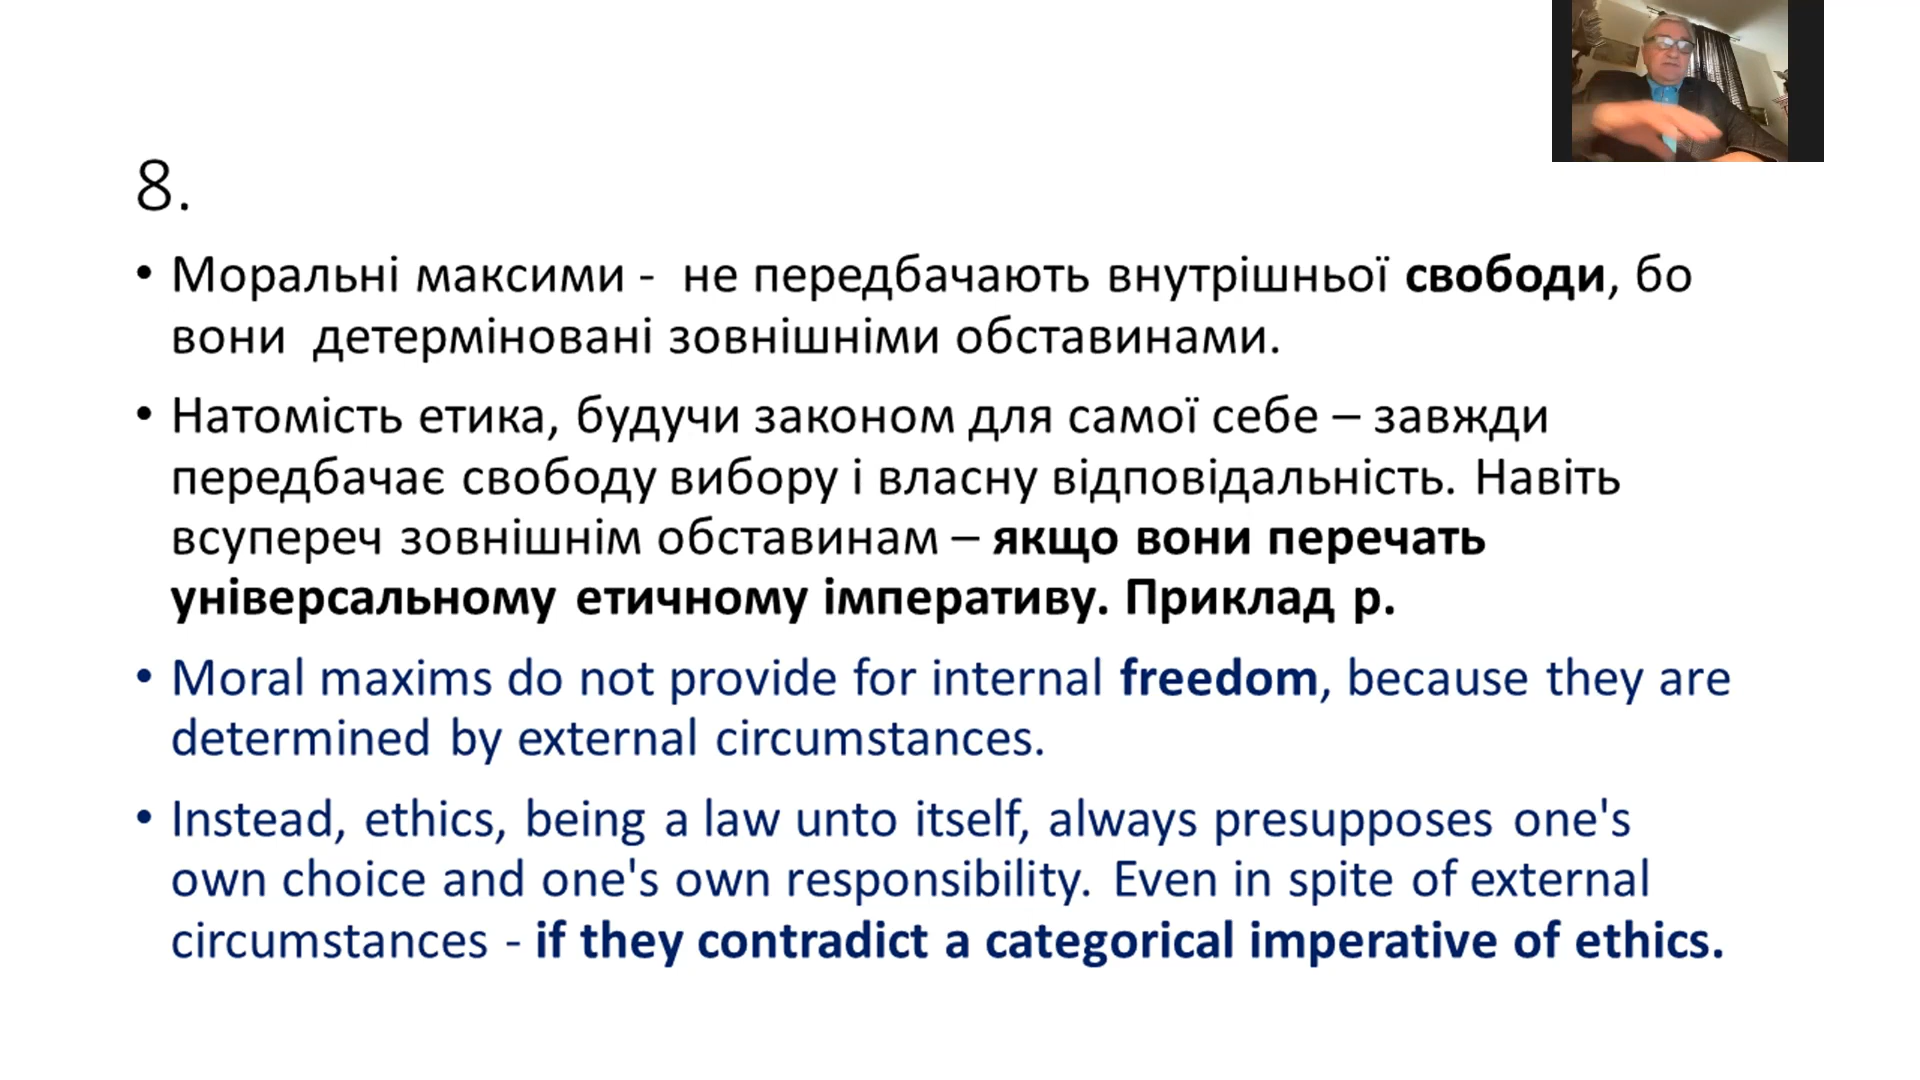 8.
• Моральні максими -  не передбачають внутрішньої свободи, бо
вони  детерміновані зовнішніми обставинами.
• Натомість етика, будучи законом для самої себе – завжди
передбачає свободу вибору і власну відповідальність. Навіть
всупереч зовнішнім обставинам – якщо вони перечать
універсальному етичному імперативу. Приклад р.
• Moral maxims do not provide for internal freedom, because they are
determined by external circumstances.
• Instead, ethics, being a law unto itself, always presupposes one's
own choice and one's own responsibility. Even in spite of external
circumstances - if they contradict a categorical imperative of ethics.